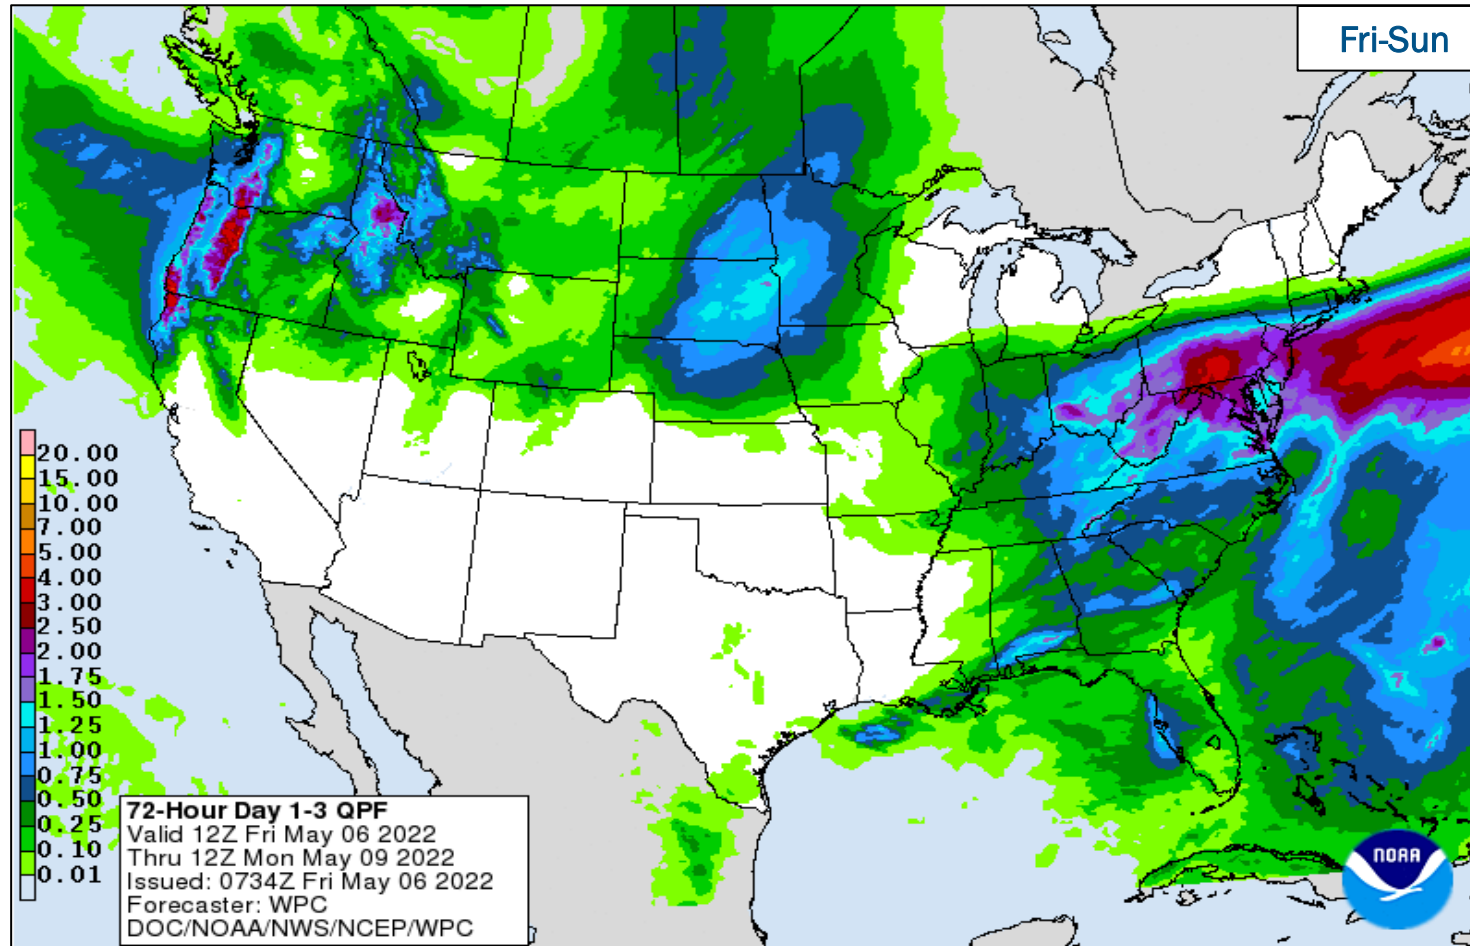 Fri-Sun
20.00
15.00
10.00
7.00
5.00
4.00
3.00
2.50
2.00
1.75
1.50
1.25
1.00
0.75
0.50
0.25
0.10
0.01
72-Hour Day 1-3 QPF
Valid 12Z Fri May 06 2022
Thru 12Z Mon May 09 2022
Issued: 0734Z Fri May 06 2022
Forecaster: WPC
DOC/NOAA/NWS/NCEP/WPC
NOAA